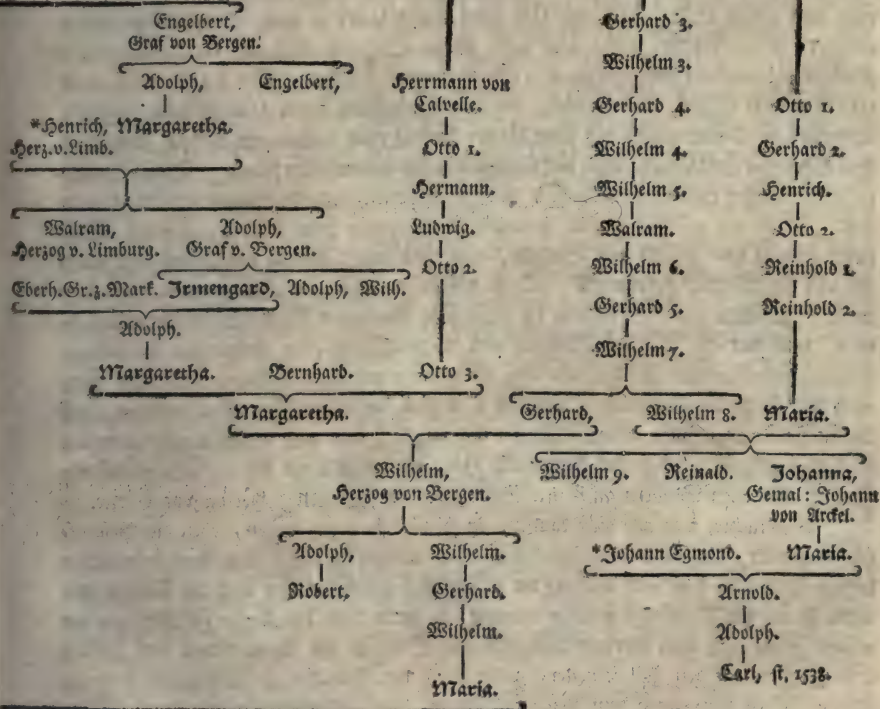 Engelbert,
Graf von Bergen.
Adolph, Engelbert,
*Henrich, Margaretha.
Herz.v.Limb.
Walram, Adolph,
Herzog v. Limburg. Graf v. Bergen.
Eberh.Gr.z.Mark. Irmengard, Adolph, Wilh.
Adolph.
Margaretha. Bernhard. Otto 3.
Herrmann von
Calvelle.
Otto 1.
Hermann.
Ludwig.
Otto 2.
Gerhard 3.
Wilhelm 3.
Gerhard 4.
Wilhelm 4.
Wilhelm 5.
Walram.
Wilhelm 6.
Gerhard 5.
Wilhelm 7.
Otto 1.
Gerhard 2.
Henrich.
Otto 2.
Reinhold 1.
Reinhold 2.
Margaretha. Gerhard, Wilhelm 8. Maria.
Wilhelm,
Herzog von Bergen.
Wilhelm 9. Reinald. Johanna,
Gemal: Johann
von Arckel.
Adolph, Wilhelm.
Robert, Gerhard.
Wilhelm.
Maria.
*Johann Egmond. Maria.
Arnold.
Adolph.
Carl, st. 1538.